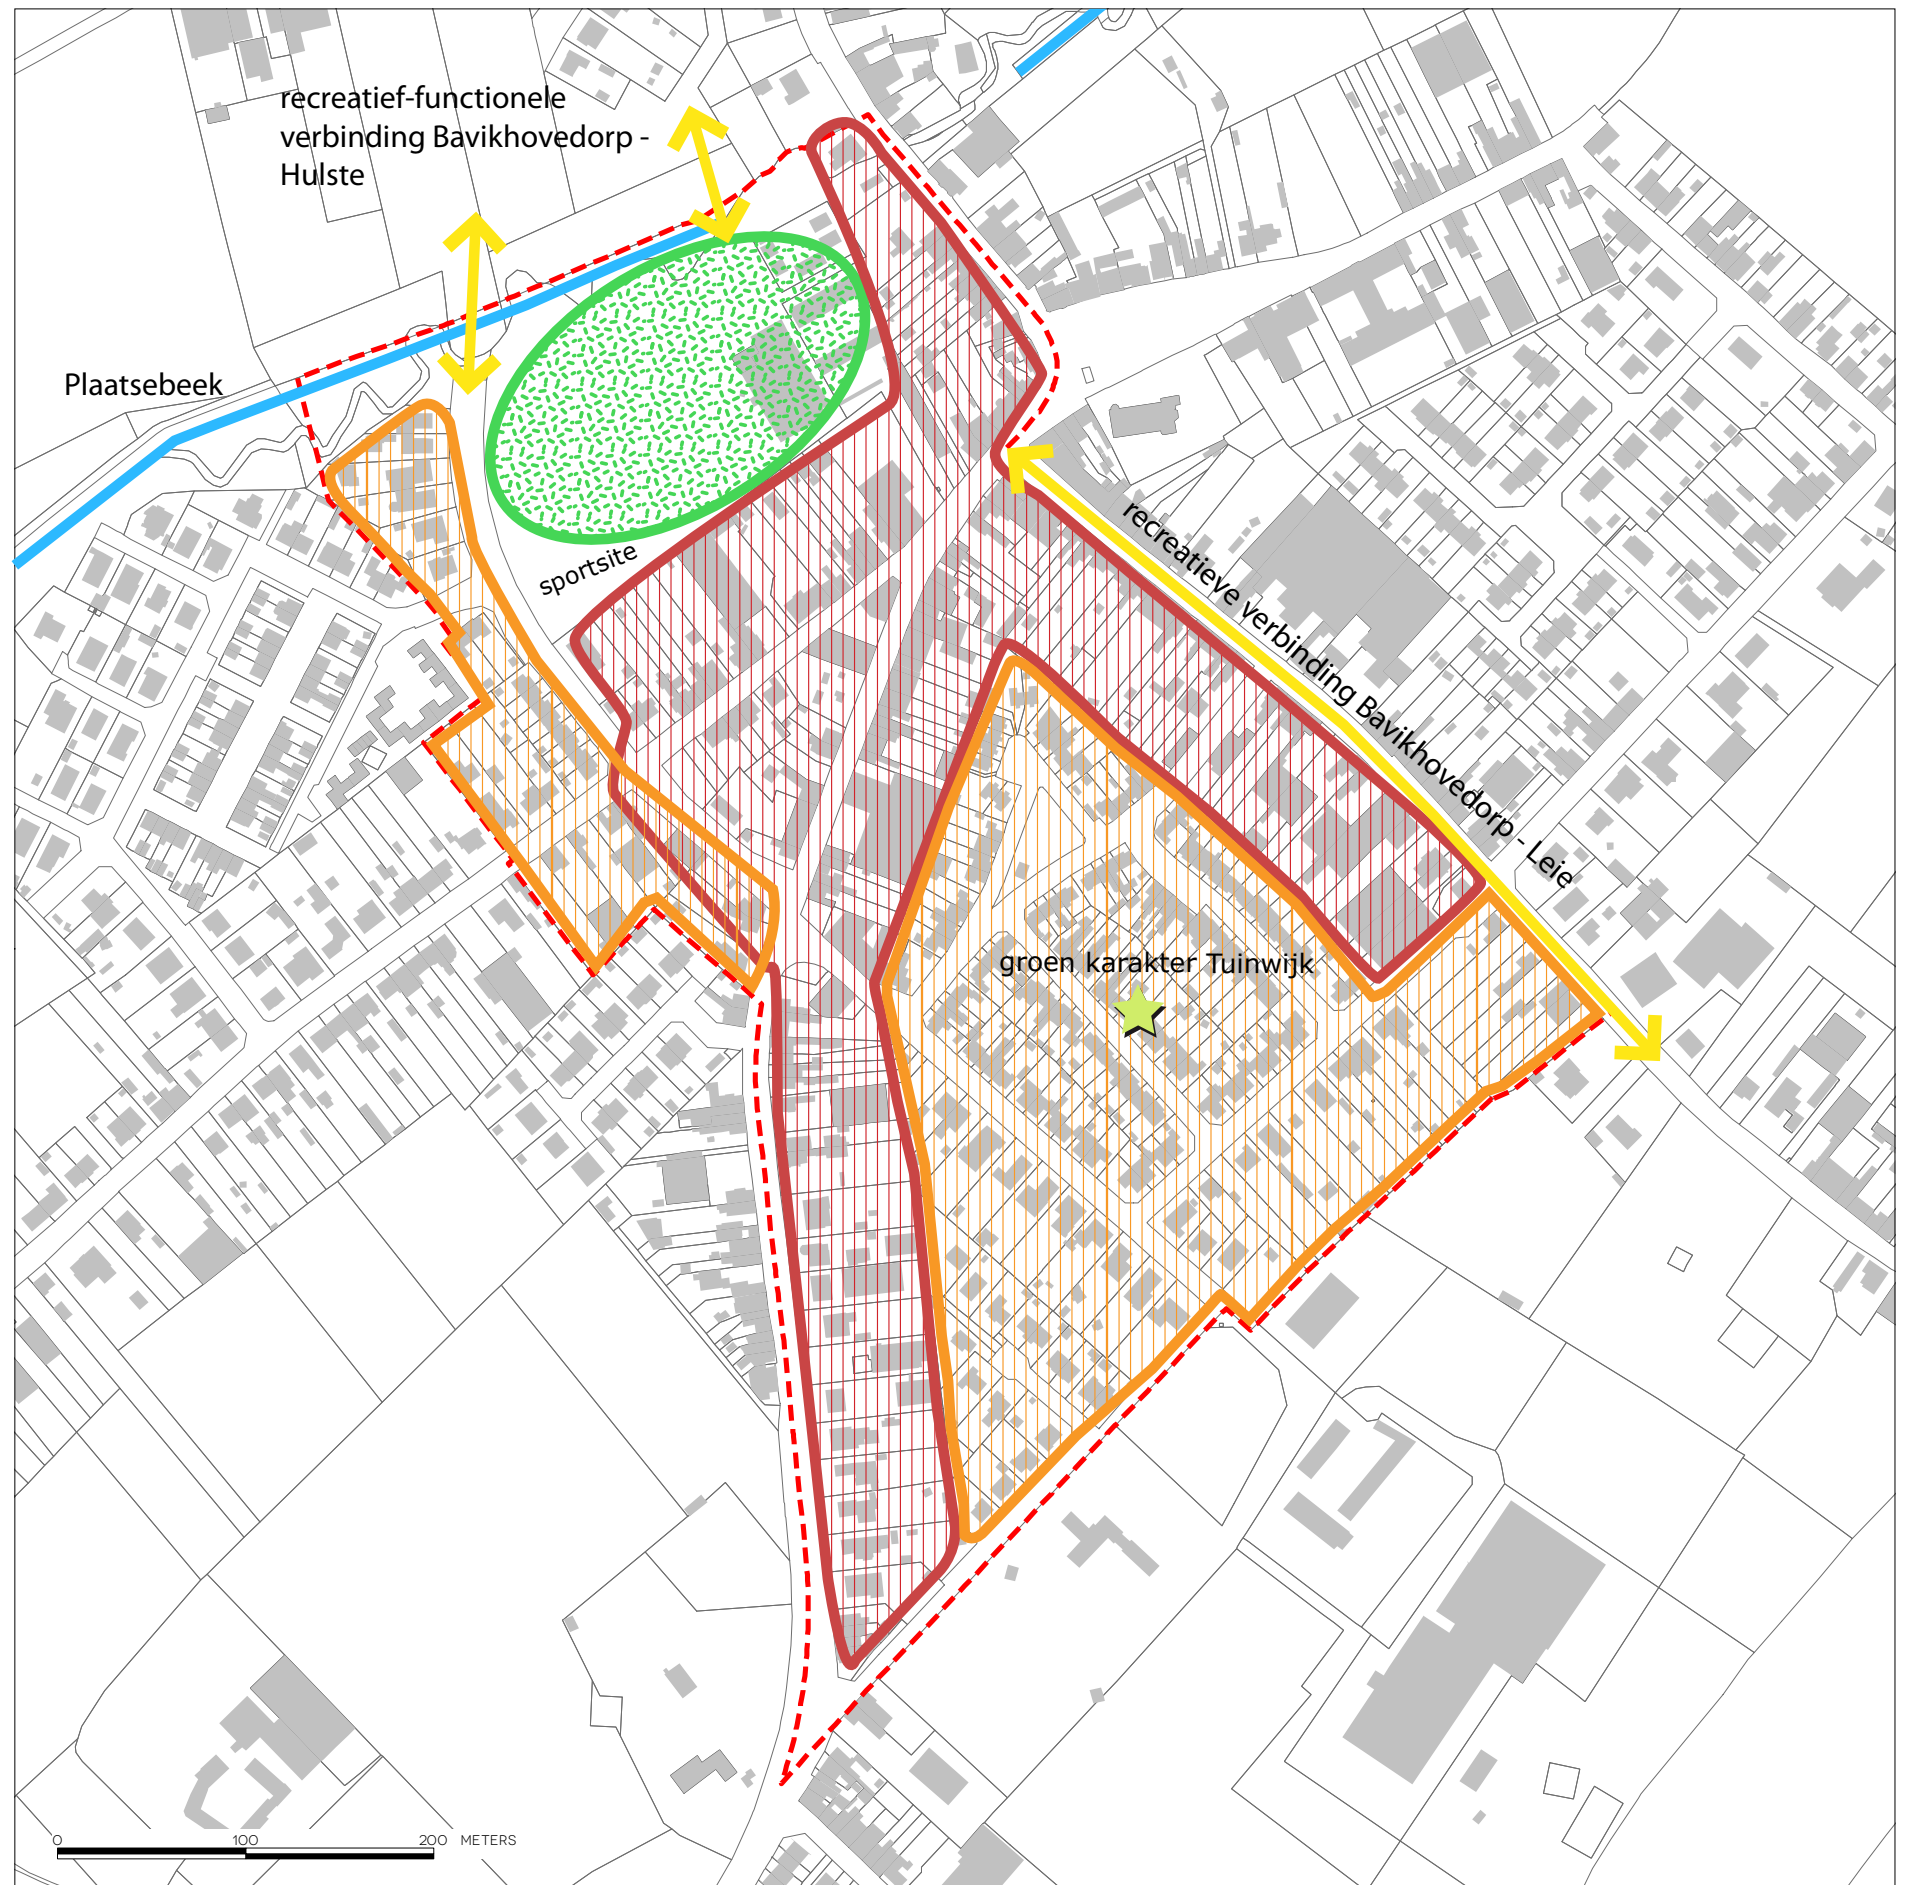 recreatief-functionele
verbinding Bavikhovedorp -
Hulste
Plaatsebeek
sportsite
recreatieve verbinding Bavikhovedorp - Leie
groen karakter Tuinwijk
0 100 200 METERS